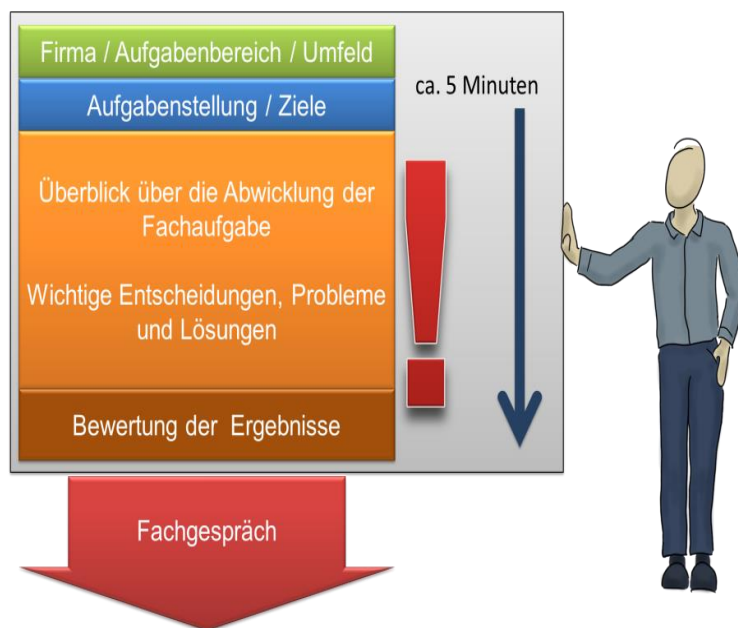 Firma / Aufgabenbereich / Umfeld
ca. 5 Minuten
Aufgabenstellung / Ziele
Überblick über die Abwicklung der
Fachaufgabe
Wichtige Entscheidungen, Probleme
und Lösungen
!
Bewertung der Ergebnisse
Fachgespräch